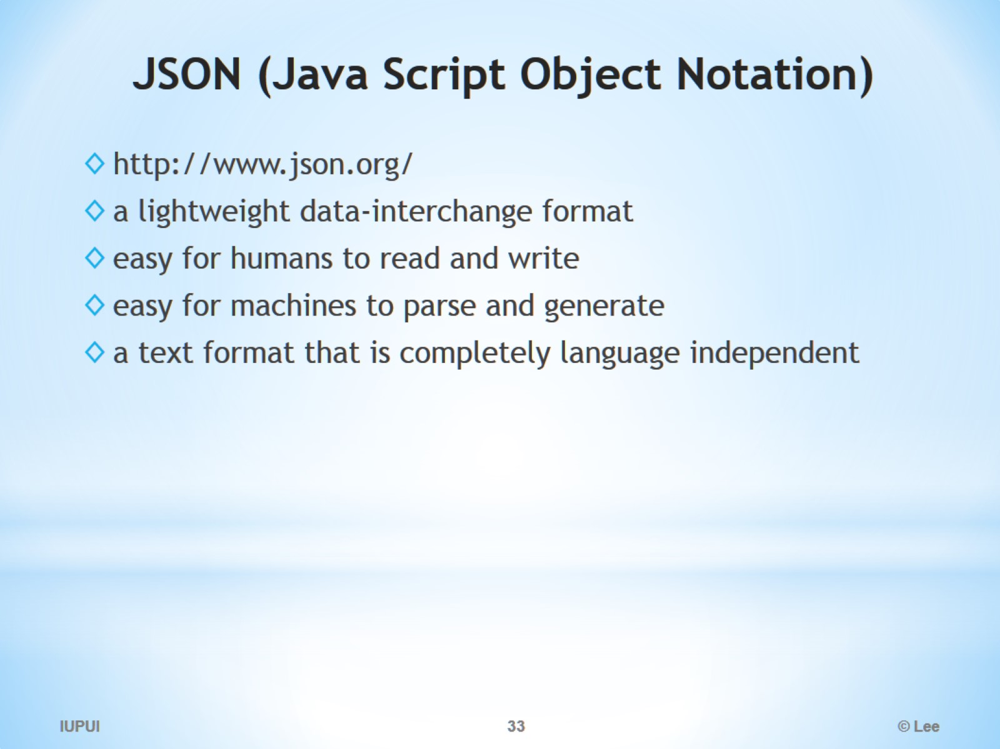 JSON (Java Script Object Notation)
http://www.json.org/
a lightweight data-interchange format
easy for humans to read and write
easy for machines to parse and generate
a text format that is completely language independent
IUPUI
33
© Lee